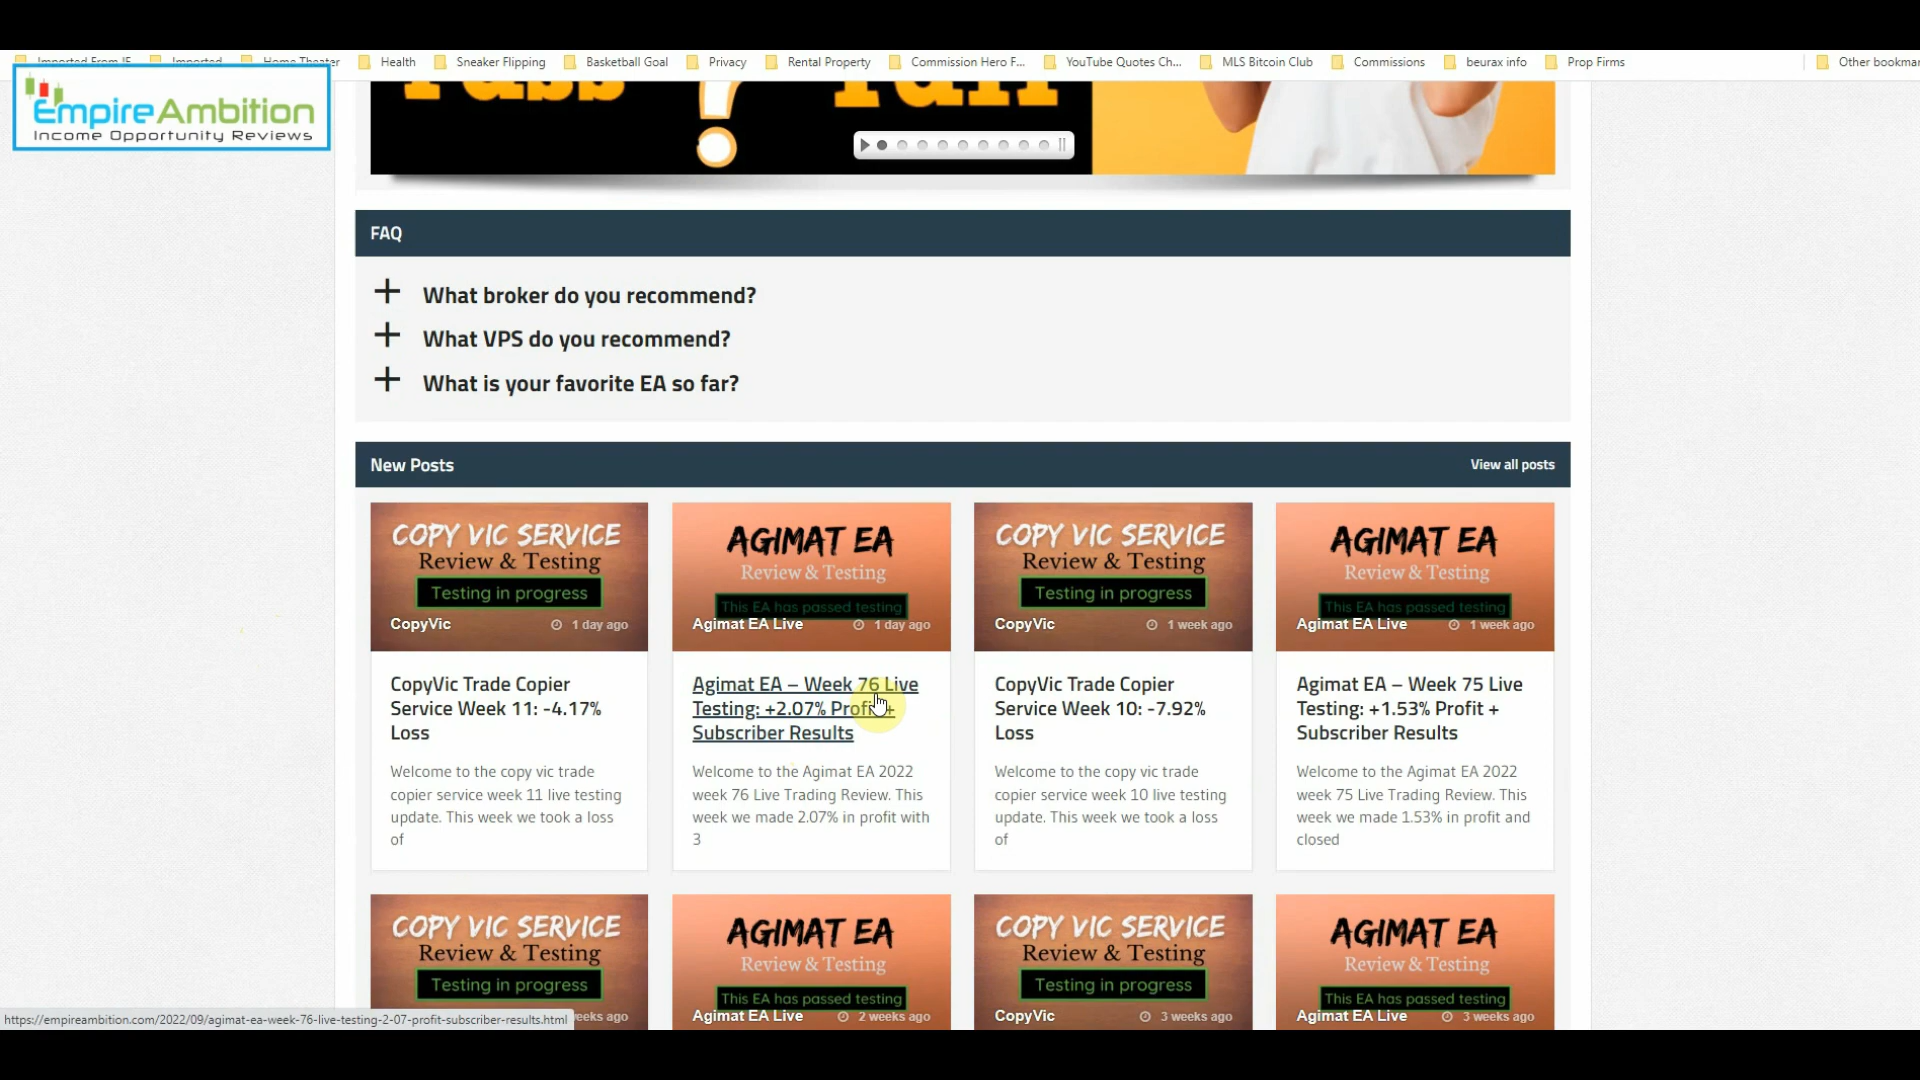 Health
Sneaker Flipping
Basketball Goal
Privacy
Rental Property
Commission Hero F...
YouTube Quotes Ch...
MLS Bitcoin Club
Commissions
beurax info
Prop Firms
Other bookmar
EmpireAmbition
Income Opportunity Reviews
FAQ
What broker do you recommend?
What VPS do you recommend?
What is your favorite EA so far?
New Posts
View all posts
COPY VIC SERVICE
Review & Testing
Testing in progress
CopyVic
1 day ago
CopyVic Trade Copier
Service Week 11: -4.17%
Loss
Welcome to the copy vic trade
copier service week 11 live testing
update. This week we took a loss
of
AGIMAT EA
Review & Testing
This EA has passed testing
Agimat EA Live
1 day ago
Agimat EA – Week 76 Live
Testing: +2.07% Profit +
Subscriber Results
Welcome to the Agimat EA 2022
week 76 Live Trading Review. This
week we made 2.07% in profit with
3
COPY VIC SERVICE
Review & Testing
Testing in progress
CopyVic
1 week ago
CopyVic Trade Copier
Service Week 10: -7.92%
Loss
Welcome to the copy vic trade
copier service week 10 live testing
update. This week we took a loss
of
AGIMAT EA
Review & Testing
This EA has passed testing
Agimat EA Live
1 week ago
Agimat EA – Week 75 Live
Testing: +1.53% Profit +
Subscriber Results
Welcome to the Agimat EA 2022
week 75 Live Trading Review. This
week we made 1.53% in profit and
closed
COPY VIC SERVICE
Review & Testing
Testing in progress
eeks ago
AGIMAT EA
Review & Testing
This EA has passed testing
Agimat EA Live
2 weeks ago
COPY VIC SERVICE
Review & Testing
Testing in progress
CopyVic
3 weeks ago
AGIMAT EA
Review & Testing
This EA has passed testing
Agimat EA Live
3 weeks ago
https://empireambition.com/2022/09/agimat-ea-week-76-live-testing-2-07-profit-subscriber-results.html